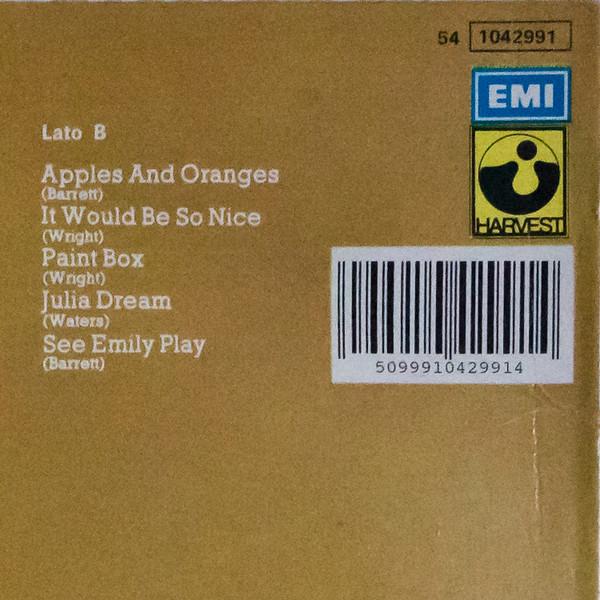 54 1042991
EMI
HARVEST
Lato B
Apples And Oranges
(Barrett)
It Would Be So Nice
(Wright)
Paint Box
(Wright)
Julia Dream
(Waters)
See Emily Play
(Barrett)
5099910429914